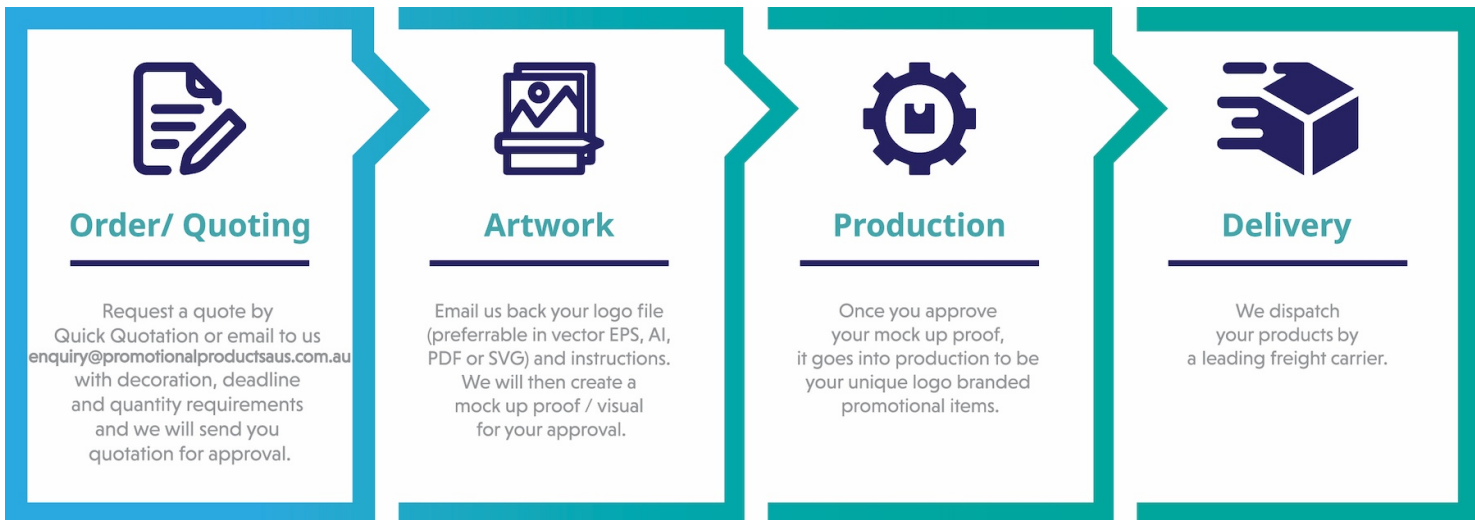 Order/ Quoting
Request a quote by
Quick Quotation or email to us
enquiry@promotionalproductsaus.com.au
with decoration, deadline
and quantity requirements
and we will send you
quotation for approval.
Artwork
Email us back your logo file
(preferrable in vector EPS, AI,
PDF or SVG) and instructions.
We will then create a
mock up proof / visual
for your approval.
Production
Once you approve
your mock up proof,
it goes into production to be
your unique logo branded
promotional items.
Delivery
We dispatch
your products by
a leading freight carrier.